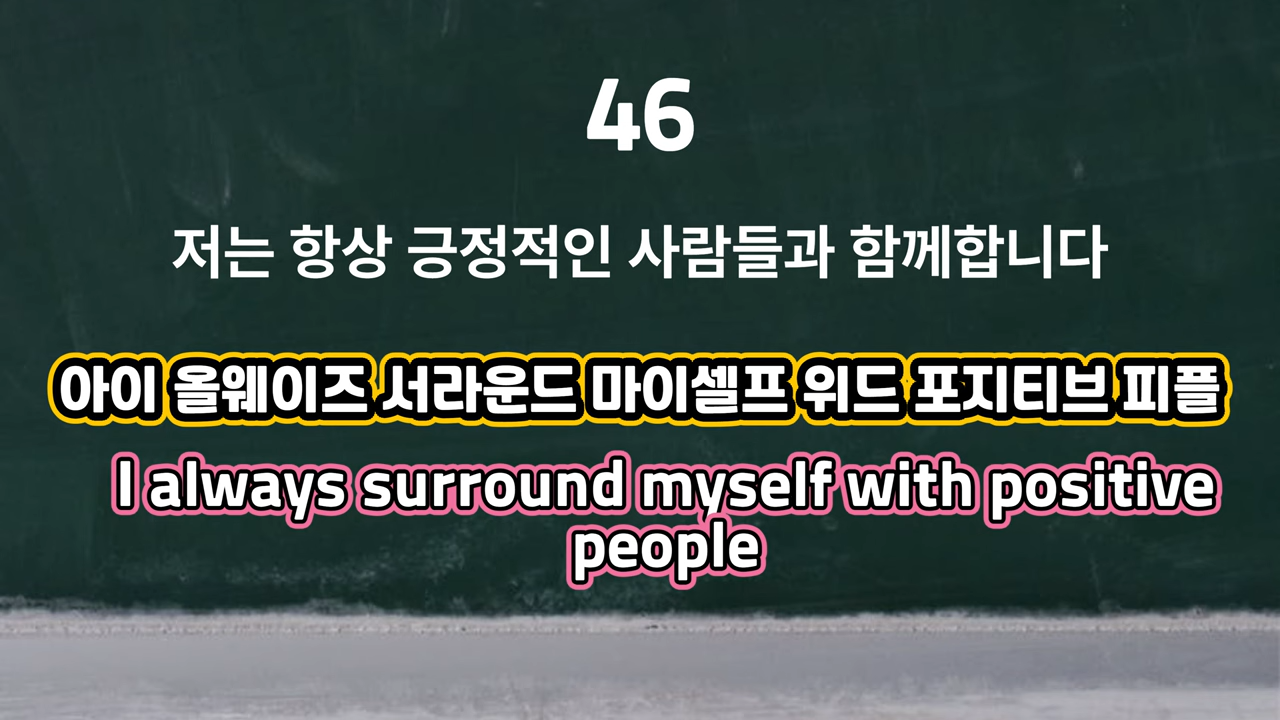 46
저는 항상 긍정적인 사람들과 함께합니다
아이 올웨이즈 서라운드 마이셀프 위드 포지티브 피플
I always surround myself with positive
people